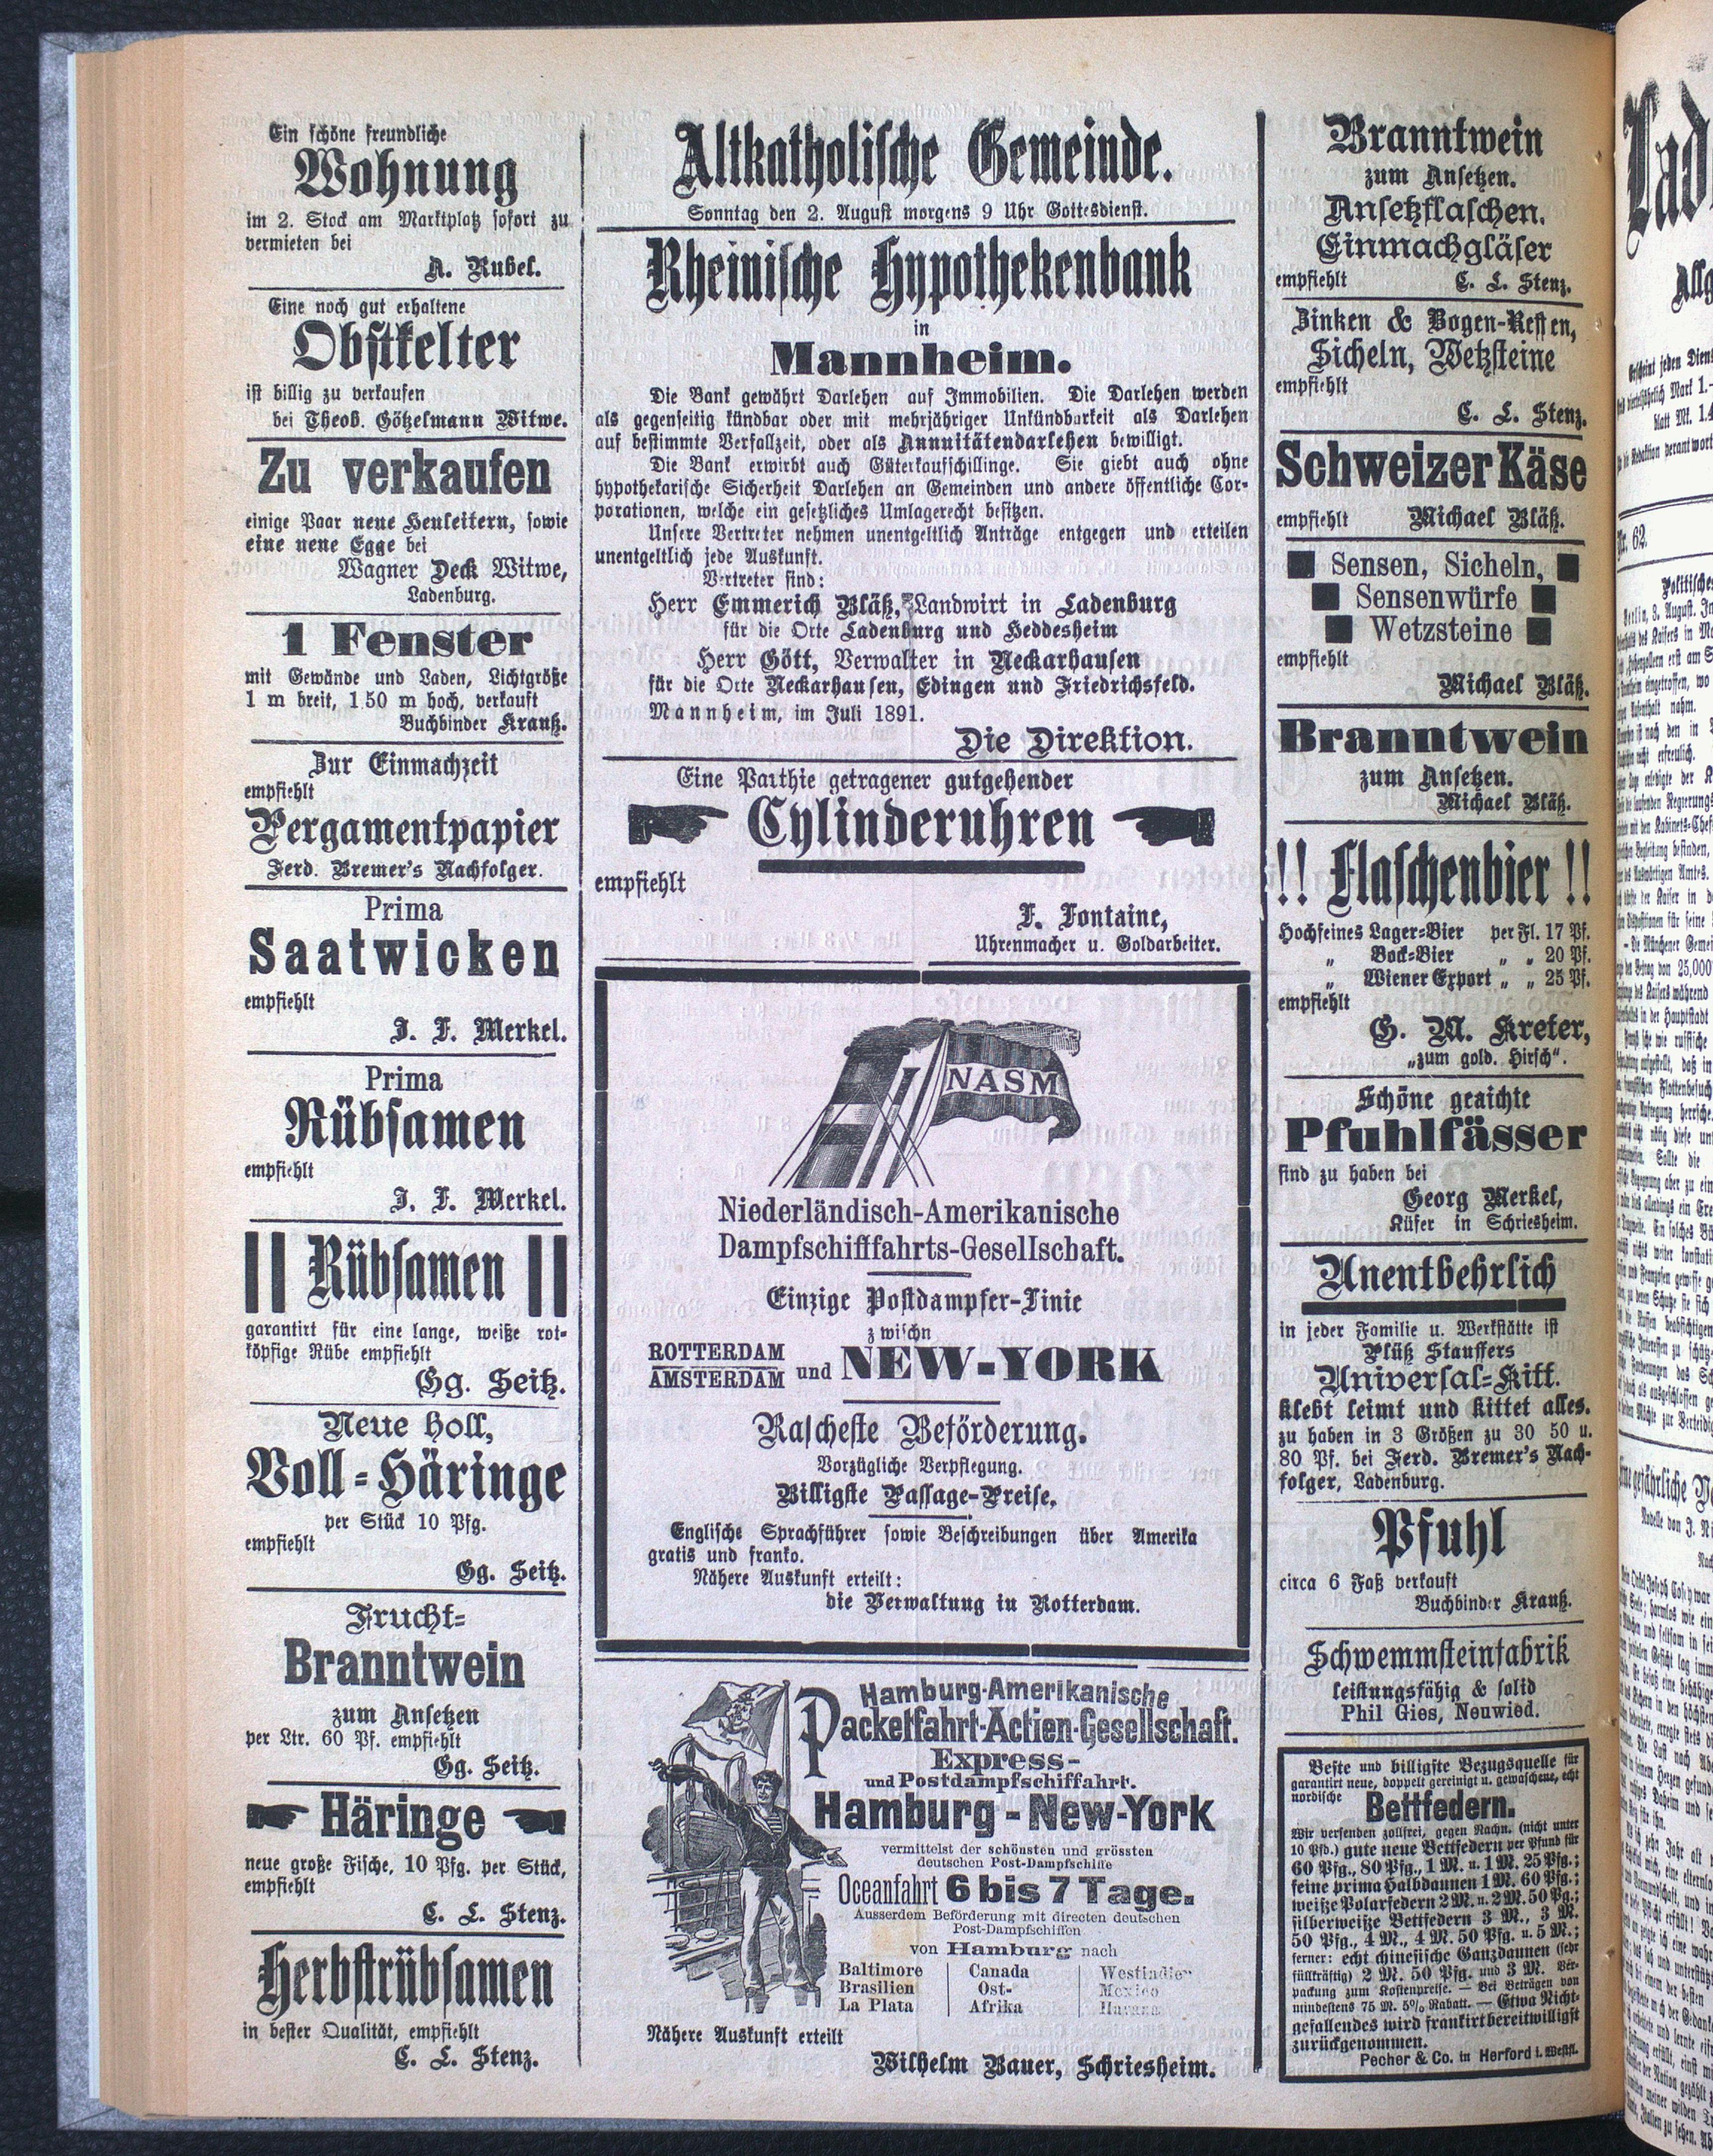 Ein schöne freundliche
Wohnung
im 2. Stock am Marktplatz sofort zu
vermieten bei
A. Rubel.
Eine noch gut erhaltene
Obstkelter
ist billig zu verkaufen
bei Theob. Götzelmann Witwe.
Zu verkaufen
einige Paar neue Heuleitern, sowie
eine neue Egge bei
Wagner Deck Witwe,
Ladenburg.
1 Fenster
mit Gewände und Laden, Lichtgröße
1 m breit, 1 50 m hoch, verkauft
Buchbinder Krauß.
Zur Einmachzeit
empfiehlt
Pergamentpapier
Ferd. Bremer's Nachfolger.
Prima
Saatwicken
empfiehlt
J. F. Merkel.
Prima
Rübsamen
empfiehlt
J. F. Merkel.
Rübsamen
garantirt für eine lange, weiße rot-
köpfige Rübe empfiehlt
Gg. Seitz.
Neue holl,
Voll-Häringe
per Stück 10 Pfg.
empfiehlt
Gg. Seitz.
Frucht-
Branntwein
zum Ansetzen
per Ltr. 60 Pf. empfiehlt
Gg. Seitz.
Häringe
neue große Fische, 10 Pfg. per Stück,
empfiehlt
C. L. Stenz.
Herbstrübsamen
in bester Qualität, empfiehlt
C. L. Stenz.
Altkatholische Gemeinde.
Sonntag den 2. August morgens 9 Uhr Gottesdienst.
Rheinische Hypothekenbank
in
Mannheim.
Die Bank gewährt Darlehen auf Immobilien. Die Darlehen werden
als gegenseitig kündbar oder mit mehrjähriger Unkündbarkeit als Darlehen
auf bestimmte Verfallzeit, oder als Annuitätendarlehen bewilligt.
Die Bank erwirbt auch Güterkaufschillinge. Sie giebt auch ohne
hypothekarische Sicherheit Darlehen an Gemeinden und andere öffentliche Cor-
porationen, welche ein gesetzliches Umlagerecht besitzen.
Unsere Vertreter nehmen unentgeltlich Anträge entgegen und erteilen
unentgeltlich jede Auskunft.
Vertreter sind:
Herr Emmerich Bläß, Landwirt in Ladenburg
für die Orte Ladenburg und Heddesheim
Herr Gött, Verwalter in Neckarhausen
für die Orte Neckarhausen, Edingen und Friedrichsfeld.
Mannheim, im Juli 1891.
Die Direktion.
Eine Parthie getragener gutgehender
Cylinderuhren
empfiehlt
F. Fontaine,
Uhrenmacher u. Goldarbeiter.
NASM
Niederländisch-Amerikanische
Dampfschifffahrts-Gesellschaft.
Einzige Postdampfer-Linie
zwischn
ROTTERDAM
AMSTERDAM und NEW-YORK
Rascheste Beförderung.
Vorzügliche Verpflegung.
Billigste Passage-Preise.
Englische Sprachführer sowie Beschreibungen über Amerika
gratis und franko.
Nähere Auskunft erteilt:
die Verwaltung in Rotterdam.
Hamburg-Amerikanische
Packetfahrt-Actien-Gesellschaft.
Express-
und Postdampfschiffahrt.
Hamburg - New-York
vermittelst der schönsten und grössten
deutschen Post-Dampfschiffe
Oceanfahrt 6 bis 7 Tage.
Ausserdem Beförderung mit directen deutschen
Post-Dampfschiffen
von Hamburg nach
Baltimore Canada Westindien
Brasilien Ost- Mexico
La Plata Afrika Havana
Nähere Auskunft erteilt
Wilhelm Bauer, Schriesheim.
Branntwein
zum Ansetzen.
Ansetzflaschen.
Einmachgläser
empfiehlt C. L. Stenz.
Zinken & Bogen-Reffen,
Sicheln, Wetzsteine
empfiehlt
C. L. Stenz.
Schweizer Käse
empfiehlt Michael Bläß.
Sensen, Sicheln,
Sensenwürfe
Wetzsteine
empfiehlt
Michael Bläß.
Branntwein
zum Ansetzen.
Michael Bläß.
!! Flaschenbier !!
Hochfeines Lager-Bier per Fl. 17 Pf.
„ Bock-Bier „ „ 20 Pf.
„ Wiener Export „ „ 25 Pf.
empfiehlt
G. M. Kreter,
„zum gold. Hirsch".
Schöne geaichte
Pfuhlfässer
sind zu haben bei
Georg Merkel,
Küfer in Schriesheim.
Unentbehrlich
in jeder Familie u. Werkstätte ist
Plüß Stauffers
Universal-Kitt.
klebt leimt und kittet alles.
zu haben in 3 Größen zu 30 50 u.
80 Pf. bei Ferd. Bremer's Nach-
folger, Ladenburg.
Pfuhl
circa 6 Faß verkauft
Buchbinder Krauß.
Schwemmsteinfabrik
leistungsfähig & solid
Phil Gies, Neuwied.
Beste und billigste Bezugsquelle für
garantirt neue, doppelt gereinigt u. gewaschene, echt
nordische
Bettfedern.
Wir versenden zollfrei, gegen Nachn. (nicht unter
10 Pfd.) gute neue Bettfedern per Pfund für
60 Pfg., 80 Pfg., 1 M. u. 1 M. 25 Pfg.;
feine prima Halbdaunen 1 M. 60 Pfg.;
weiße Polarfedern 2 M. u. 2 M. 50 Pfg.;
silberweiße Bettfedern 3 M., 3 M.
50 Pfg., 4 M., 4 M. 50 Pfg. u. 5 M.;
ferner: echt chinesische Ganzdaunen (sehr
füllkräftig) 2 M. 50 Pfg. und 3 M. Ver-
packung zum Kostenpreise. — Bei Beträgen von
mindestens 75 M. 5% Rabatt. — Etwa Nicht-
gefallendes wird frankirt bereitwilligst
zurückgenommen.
Pecher & Co. in Herford i. Westfl.
Nr. 62.